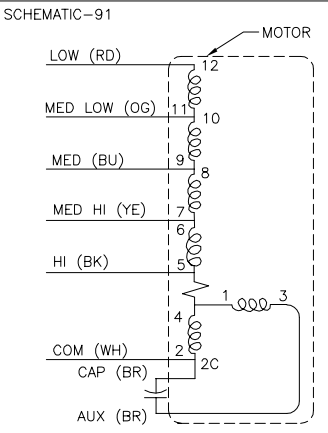 SCHEMATIC-91
MOTOR
LOW (RD)
12
MED LOW (OG)
11
10
MED (BU)
9
8
MED HI (YE)
7
6
HI (BK)
5
1
3
4
COM (WH)
2
2C
CAP (BR)
AUX (BR)